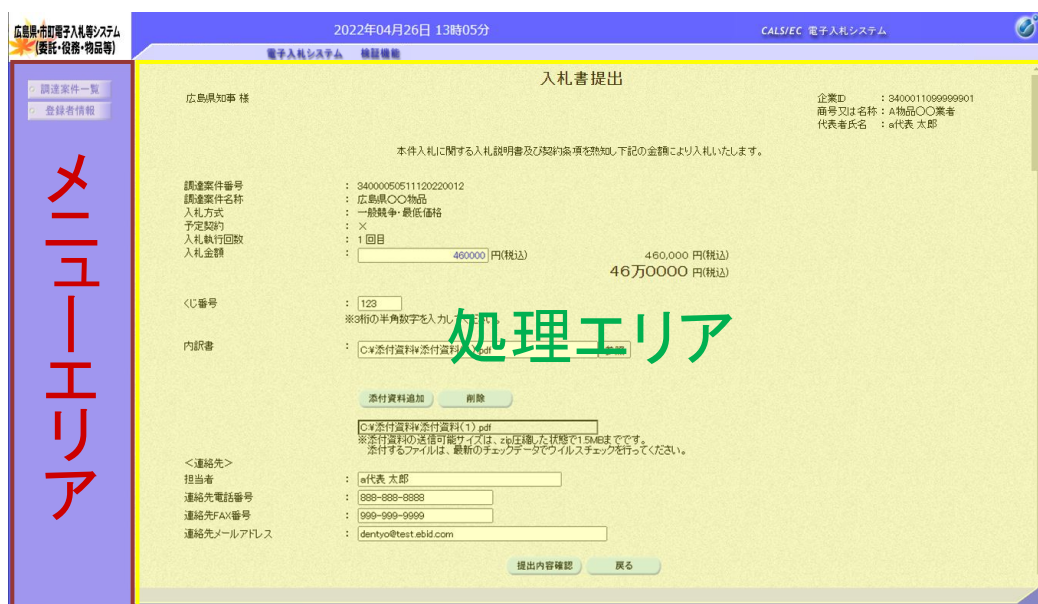 広島県・市町電子入札等システム
(委託・役務・物品等)
2022年04月26日 13時05分
CALS/EC 電子入札システム
電子入札システム 検証機能
調達案件一覧
登録者情報
メニューエリア
入札書提出
広島県知事 様
企業ID : 3400011099999901
商号又は名称 : A物品〇〇業者
代表者氏名 : a代表 太郎
本件入札に関する入札説明書及び契約条項を熟知し下記の金額により入札いたします。
調達案件番号 : 34000050511120220012
調達案件名称 : 広島県〇〇物品
入札方式 : 一般競争・最低価格
予定契約 : ×
入札執行回数 : 1回目
入札金額 : 460000 円(税込) 460,000 円(税込)
46万0000 円(税込)
くじ番号 : 123
※3桁の半角数字を入力してください。
処理エリア
内訳書 : C:¥添付資料¥添付資料(1).pdf 参照
添付資料追加 削除
C:¥添付資料¥添付資料(1).pdf
※添付資料の送信可能サイズは、zip圧縮した状態で1.5MBまでです。
添付するファイルは、最新のチェックデータでウイルスチェックを行ってください。
<連絡先>
担当者 : a代表 太郎
連絡先電話番号 : 888-888-8888
連絡先FAX番号 : 999-999-9999
連絡先メールアドレス : dentyo@test.ebid.com
提出内容確認 戻る